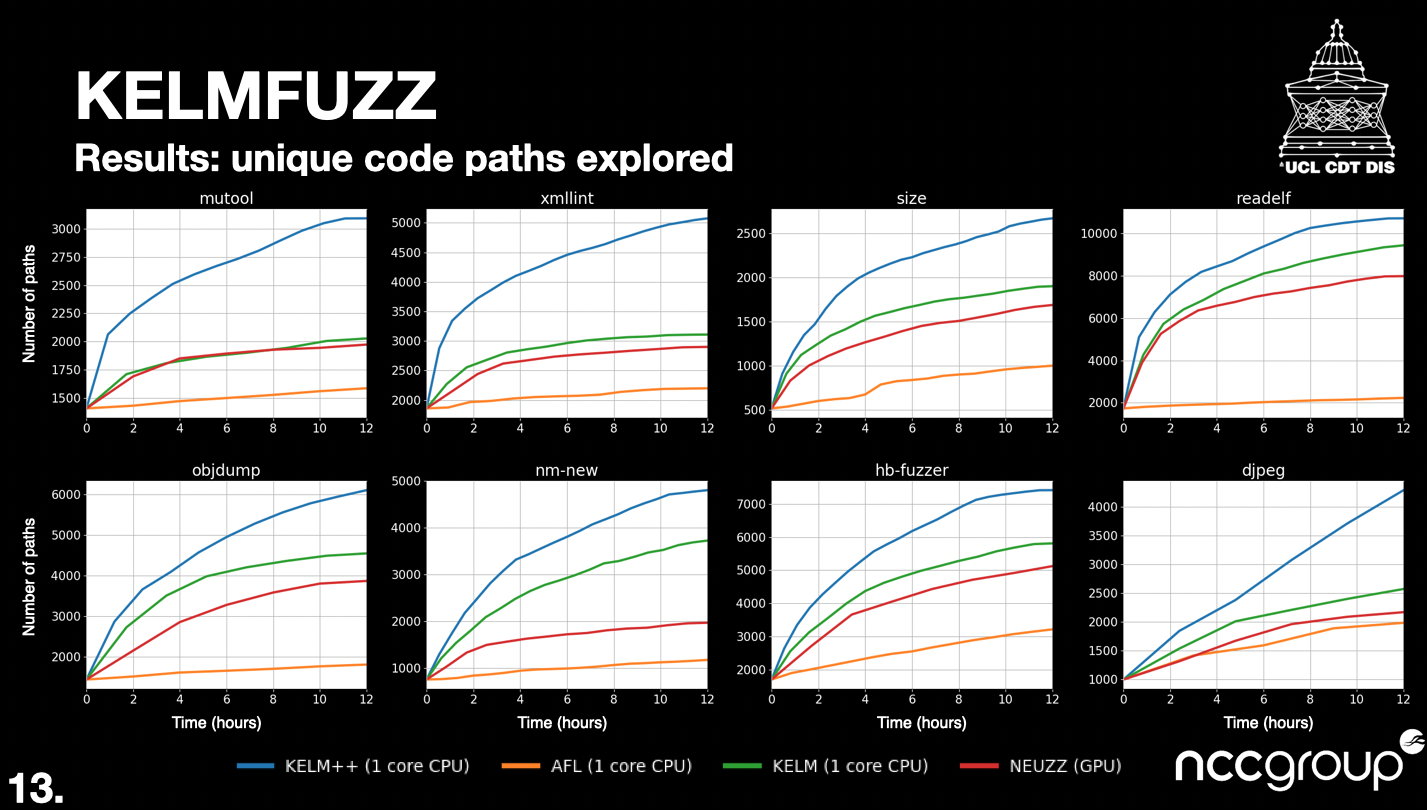 KELMFUZZ
Results: unique code paths explored
UCL CDT DIS
mutool
xmllint
size
readelf
Number of paths
3000
2750
2500
2250
2000
1750
1500
0 2 4 6 8 10 12
5000
4500
4000
3500
3000
2500
2000
0 2 4 6 8 10 12
2500
2000
1500
1000
500
0 2 4 6 8 10 12
10000
8000
6000
4000
2000
0 2 4 6 8 10 12
objdump
nm-new
hb-fuzzer
djpeg
Number of paths
6000
5000
4000
3000
2000
0 2 4 6 8 10 12
Time (hours)
5000
4000
3000
2000
1000
0 2 4 6 8 10 12
Time (hours)
7000
6000
5000
4000
3000
2000
0 2 4 6 8 10 12
Time (hours)
4000
3500
3000
2500
2000
1500
1000
0 2 4 6 8 10 12
Time (hours)
KELM++ (1 core CPU)
AFL (1 core CPU)
KELM (1 core CPU)
NEUZZ (GPU)
nccgroup
13.